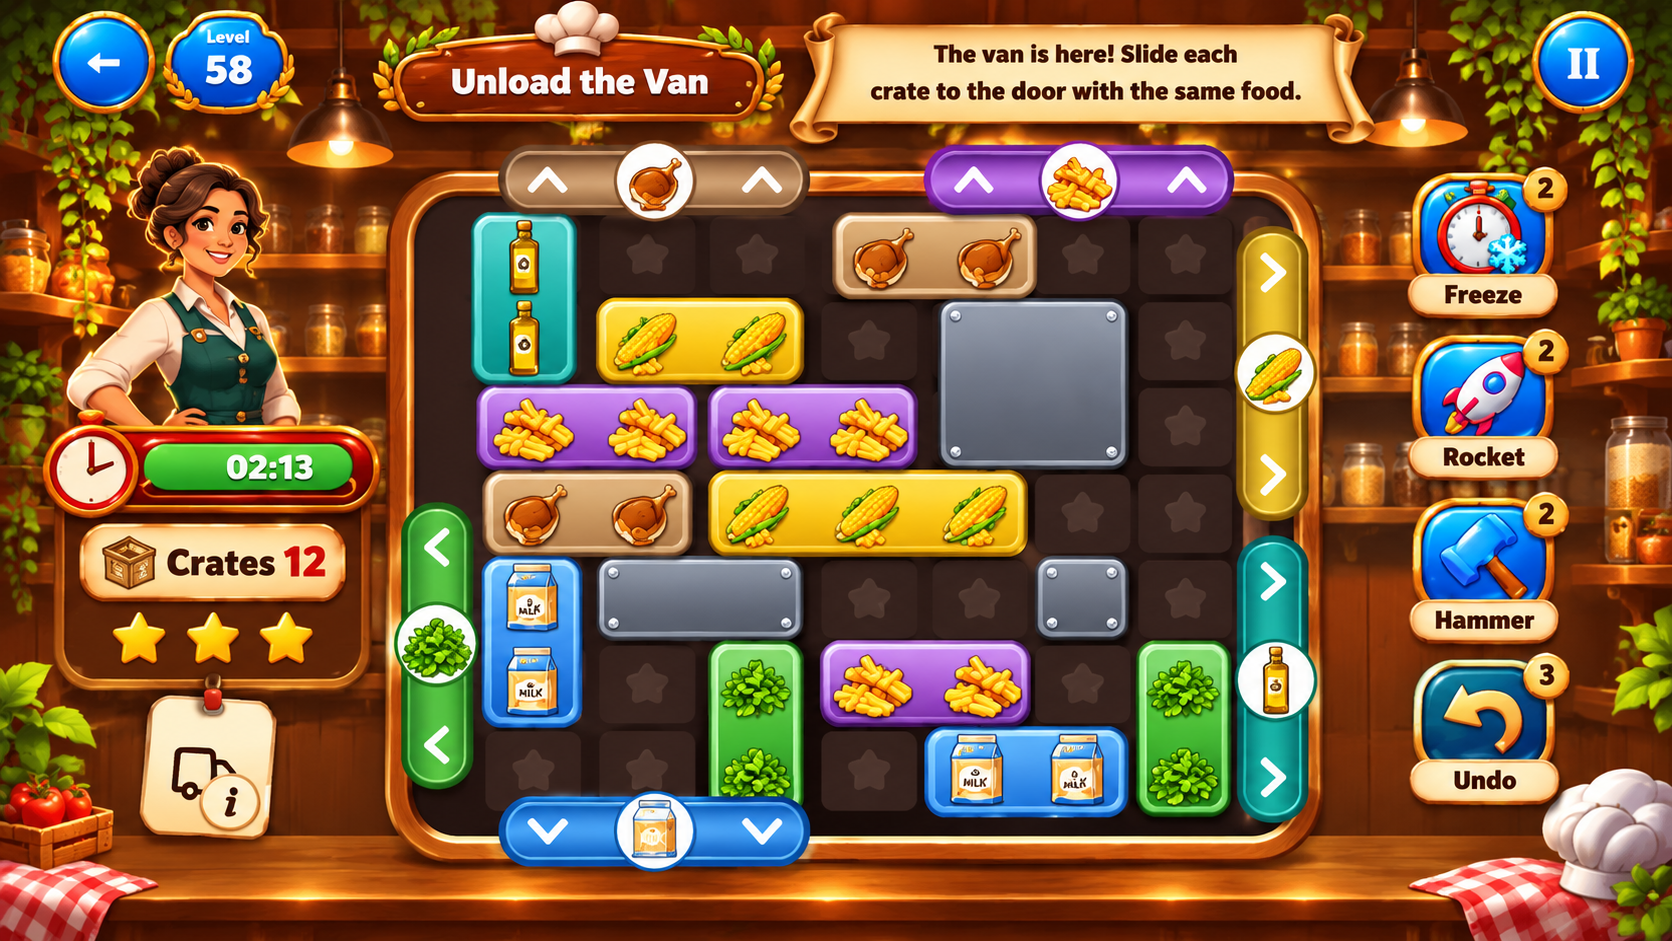 Level
58
Unload the Van
The van is here! Slide each
crate to the door with the same food.
2
Freeze
2
Rocket
02:13
Crates 12
2
Hammer
MILK
MILK
3
Undo
MILK
MILK
i